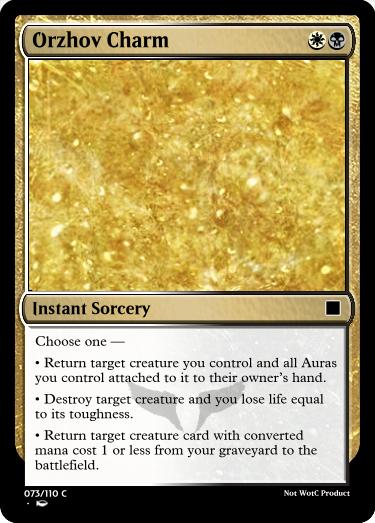 Orzhov Charm
Instant Sorcery
Choose one —
• Return target creature you control and all Auras
you control attached to it to their owner's hand.
• Destroy target creature and you lose life equal
to its toughness.
• Return target creature card with converted
mana cost 1 or less from your graveyard to the
battlefield.
073/110 C
Not WotC Product